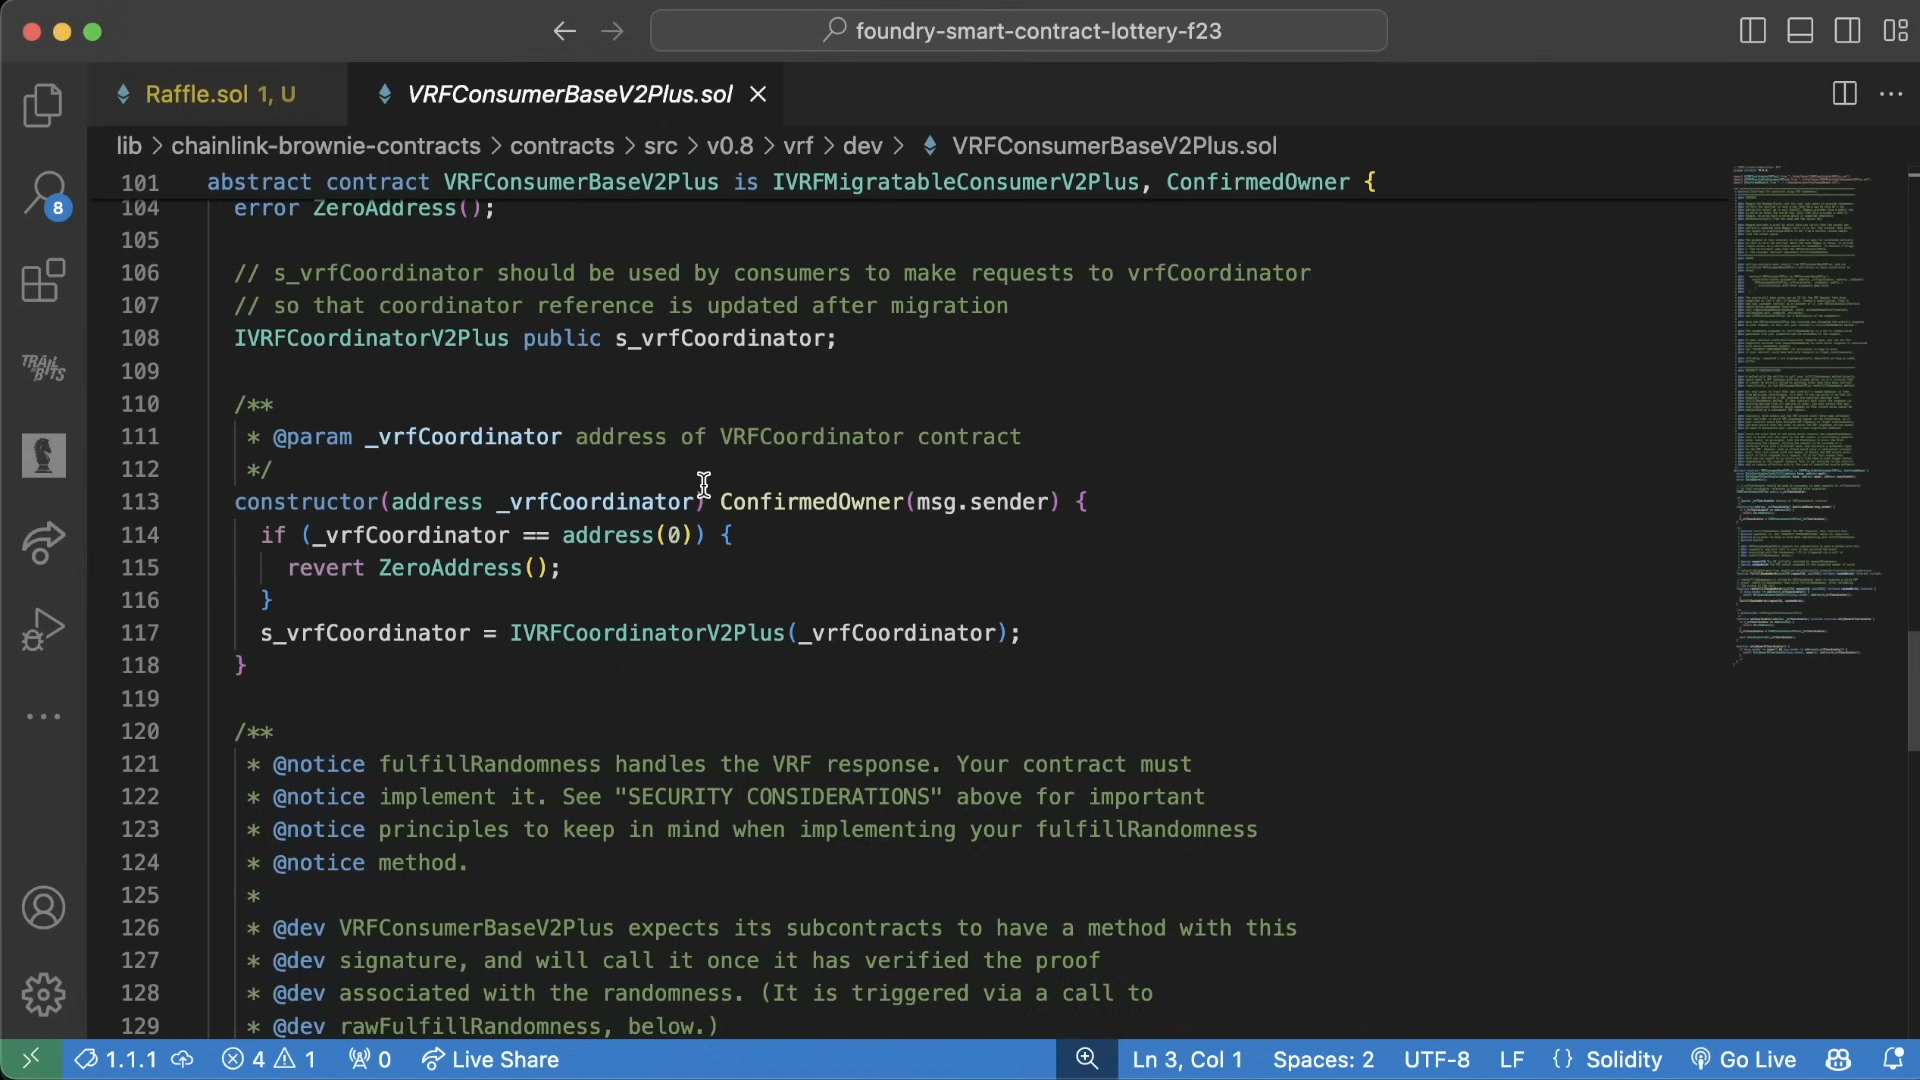 foundry-smart-contract-lottery-f23
Raffle.sol 1, U
VRFConsumerBaseV2Plus.sol
lib > chainlink-brownie-contracts > contracts > src > v0.8 > vrf > dev > VRFConsumerBaseV2Plus.sol
101 abstract contract VRFConsumerBaseV2Plus is IVRFMigratableConsumerV2Plus, ConfirmedOwner {
104 error ZeroAddress();
105
106 // s_vrfCoordinator should be used by consumers to make requests to vrfCoordinator
107 // so that coordinator reference is updated after migration
108 IVRFCoordinatorV2Plus public s_vrfCoordinator;
109
110 /**
111 * @param _vrfCoordinator address of VRFCoordinator contract
112 */
113 constructor(address _vrfCoordinator) ConfirmedOwner(msg.sender) {
114 if (_vrfCoordinator == address(0)) {
115 revert ZeroAddress();
116 }
117 s_vrfCoordinator = IVRFCoordinatorV2Plus(_vrfCoordinator);
118 }
119
120 /**
121 * @notice fulfillRandomness handles the VRF response. Your contract must
122 * @notice implement it. See "SECURITY CONSIDERATIONS" above for important
123 * @notice principles to keep in mind when implementing your fulfillRandomness
124 * @notice method.
125 *
126 * @dev VRFConsumerBaseV2Plus expects its subcontracts to have a method with this
127 * @dev signature, and will call it once it has verified the proof
128 * @dev associated with the randomness. (It is triggered via a call to
129 * @dev rawFulfillRandomness, below.)
8
TRAIL OF BITS
1.1.1 4 1 0 Live Share Ln 3, Col 1 Spaces: 2 UTF-8 LF {} Solidity Go Live